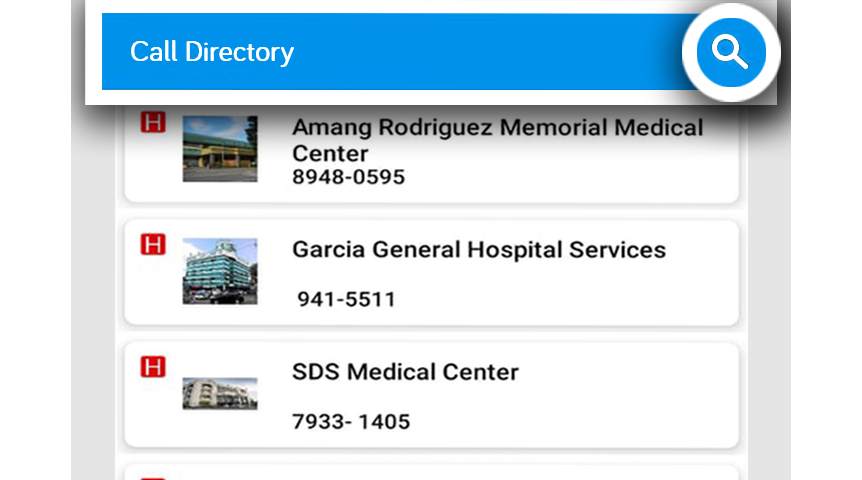 Call Directory
H
Amang Rodriguez Memorial Medical
Center
8948-0595
H
Garcia General Hospital Services
941-5511
H
SDS Medical Center
7933- 1405